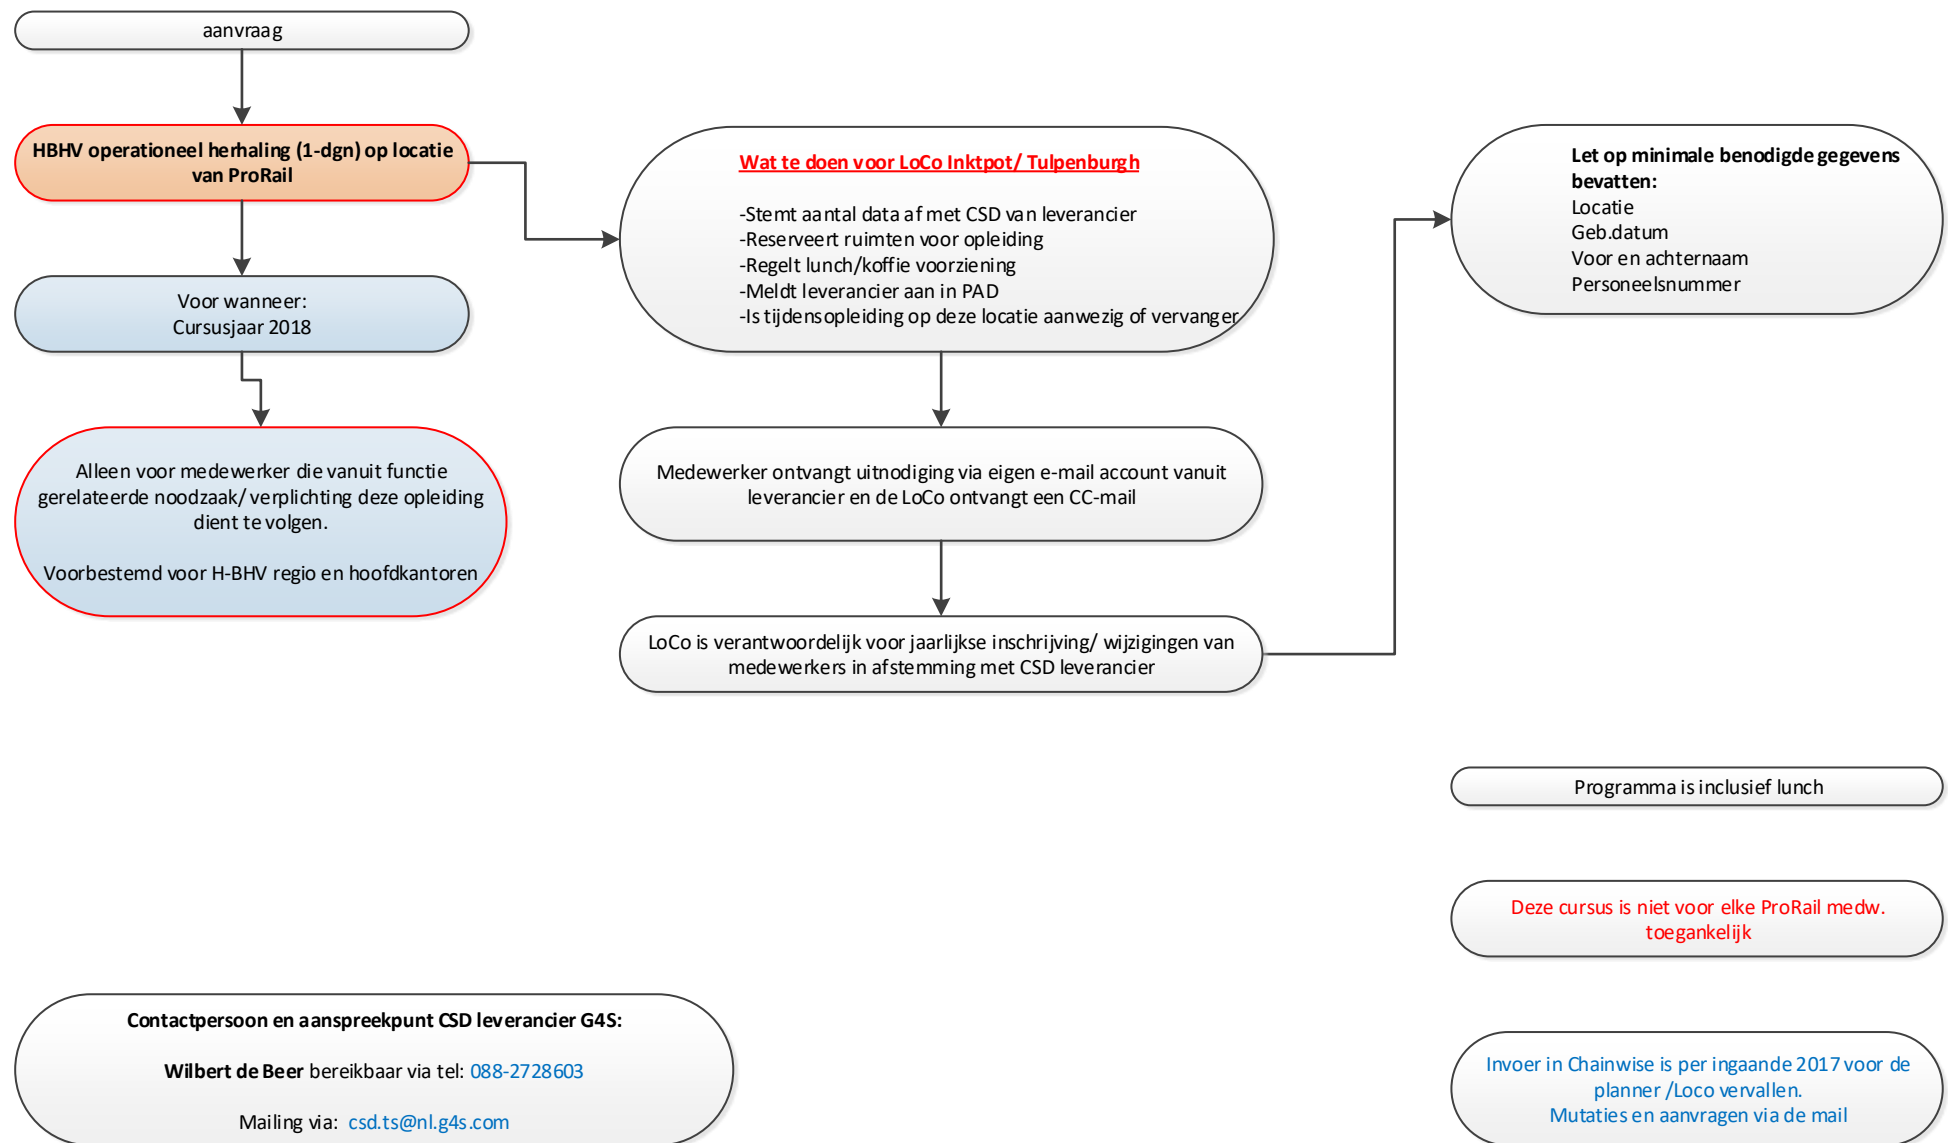 aanvraag
HBHV operationeel herhaling (1-dgn) op locatie
van ProRail
Voor wanneer:
Cursusjaar 2018
Alleen voor medewerker die vanuit functie
gerelateerde noodzaak/ verplichting deze opleiding
dient te volgen.
Voorbestemd voor H-BHV regio en hoofdkantoren
Wat te doen voor LoCo Inktpot/ Tulpenburgh
-Stemt aantal data af met CSD van leverancier
-Reserveert ruimten voor opleiding
-Regelt lunch/koffie voorziening
-Meldt leverancier aan in PAD
-Is tijdensopleiding op deze locatie aanwezig of vervanger
Medewerker ontvangt uitnodiging via eigen e-mail account vanuit
leverancier en de LoCo ontvangt een CC-mail
LoCo is verantwoordelijk voor jaarlijkse inschrijving/ wijzigingen van
medewerkers in afstemming met CSD leverancier
Let op minimale benodigde gegevens
bevatten:
Locatie
Geb.datum
Voor en achternaam
Personeelsnummer
Programma is inclusief lunch
Deze cursus is niet voor elke ProRail medw.
toegankelijk
Invoer in Chainwise is per ingaande 2017 voor de
planner /Loco vervallen.
Mutaties en aanvragen via de mail
Contactpersoon en aanspreekpunt CSD leverancier G4S:
Wilbert de Beer bereikbaar via tel: 088-2728603
Mailing via: csd.ts@nl.g4s.com